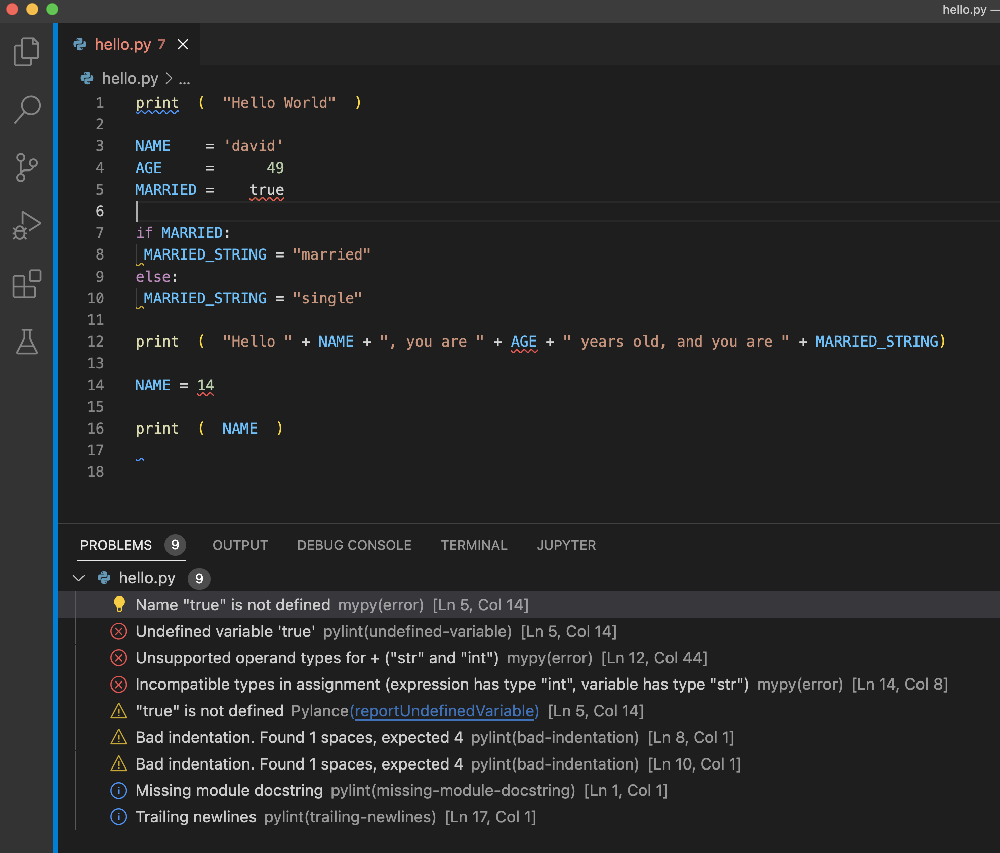 hello.py —
hello.py 7
hello.py > ...
1 print  (  "Hello World"  )
2
3 NAME    = 'david'
4 AGE     =      49
5 MARRIED =    true
6
7 if MARRIED:
8  MARRIED_STRING = "married"
9 else:
10  MARRIED_STRING = "single"
11
12 print  (  "Hello " + NAME + ", you are " + AGE + " years old, and you are " + MARRIED_STRING)
13
14 NAME = 14
15
16 print  (  NAME  )
17
18
PROBLEMS 9 OUTPUT DEBUG CONSOLE TERMINAL JUPYTER
hello.py 9
Name "true" is not defined mypy(error) [Ln 5, Col 14]
Undefined variable 'true' pylint(undefined-variable) [Ln 5, Col 14]
Unsupported operand types for + ("str" and "int") mypy(error) [Ln 12, Col 44]
Incompatible types in assignment (expression has type "int", variable has type "str") mypy(error) [Ln 14, Col 8]
"true" is not defined Pylance(reportUndefinedVariable) [Ln 5, Col 14]
Bad indentation. Found 1 spaces, expected 4 pylint(bad-indentation) [Ln 8, Col 1]
Bad indentation. Found 1 spaces, expected 4 pylint(bad-indentation) [Ln 10, Col 1]
Missing module docstring pylint(missing-module-docstring) [Ln 1, Col 1]
Trailing newlines pylint(trailing-newlines) [Ln 17, Col 1]